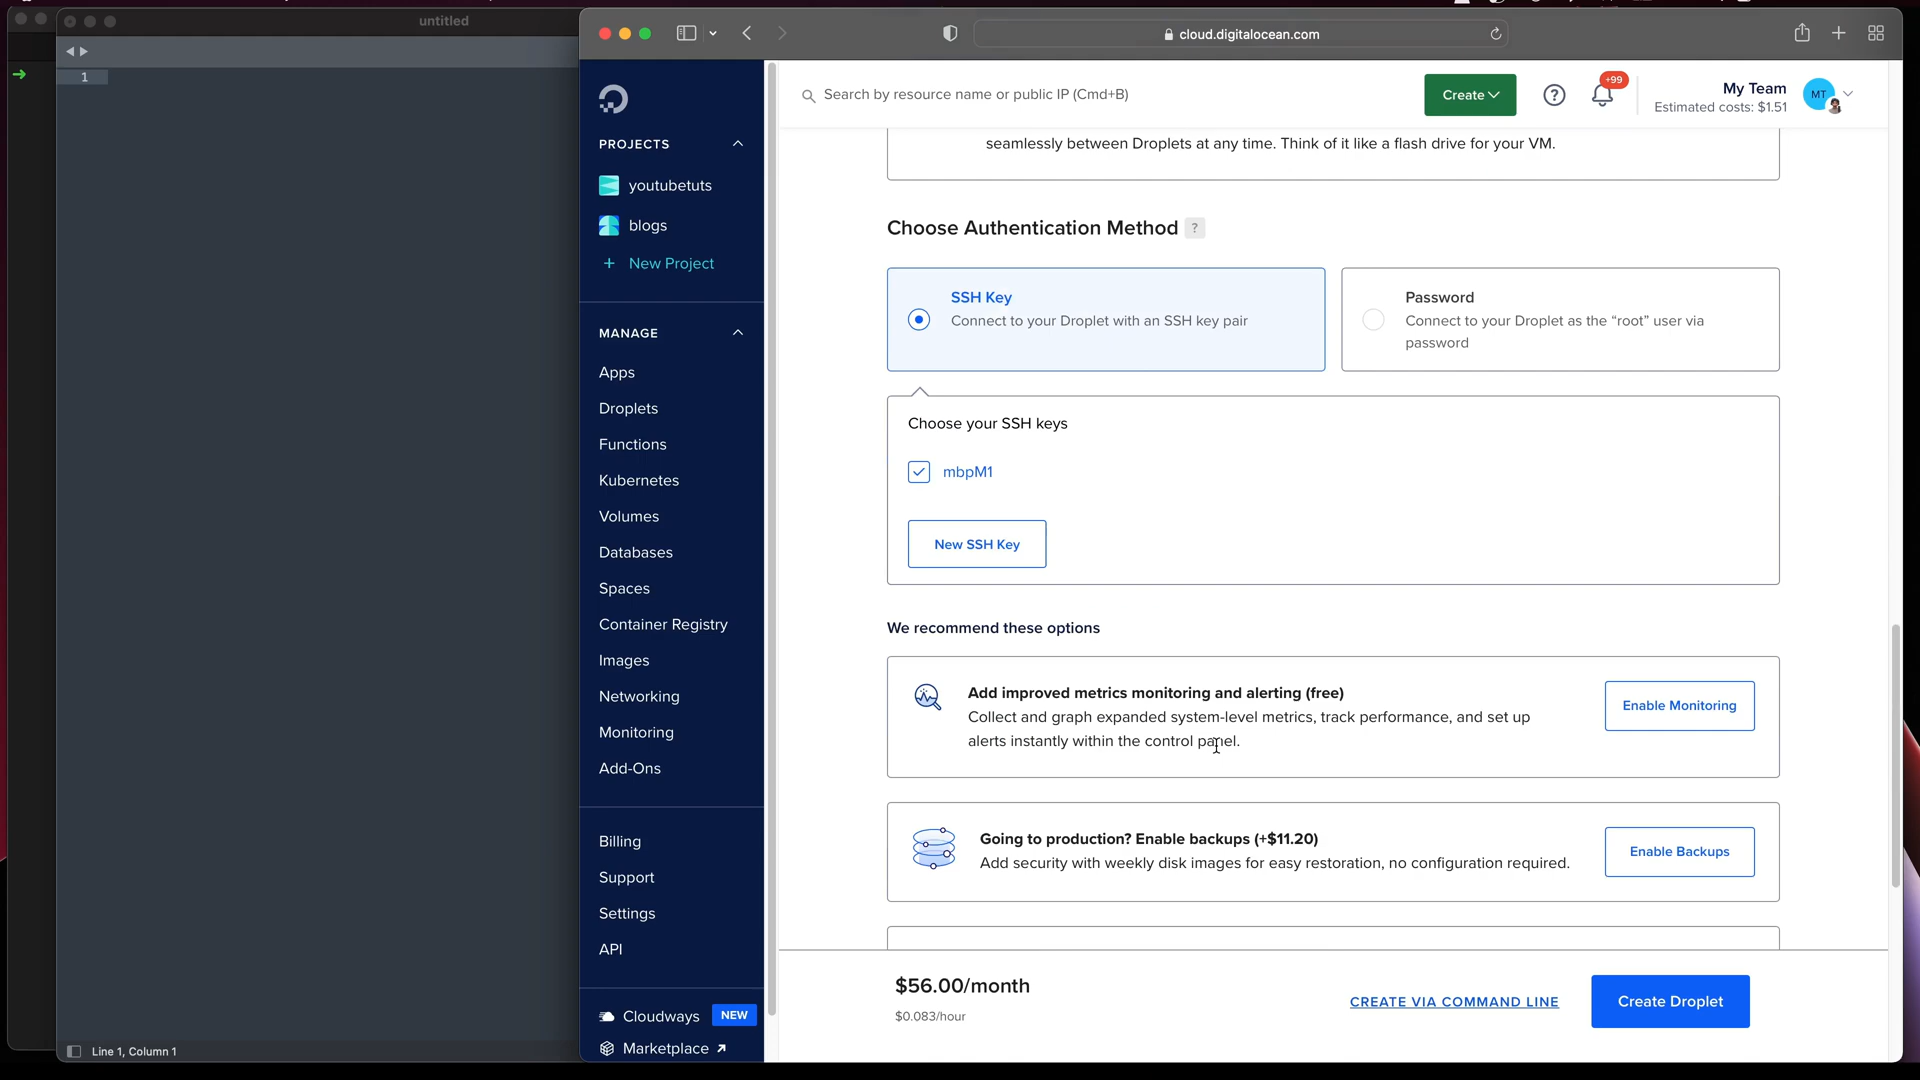 untitled
1
Line 1, Column 1
cloud.digitalocean.com
PROJECTS
youtubetuts
blogs
+ New Project
MANAGE
Apps
Droplets
Functions
Kubernetes
Volumes
Databases
Spaces
Container Registry
Images
Networking
Monitoring
Add-Ons
Billing
Support
Settings
API
Cloudways NEW
Marketplace
Search by resource name or public IP (Cmd+B)
Create
?
+99
My Team
Estimated costs: $1.51
MT
seamlessly between Droplets at any time. Think of it like a flash drive for your VM.
Choose Authentication Method ?
SSH Key
Connect to your Droplet with an SSH key pair
Password
Connect to your Droplet as the “root” user via
password
Choose your SSH keys
mbpM1
New SSH Key
We recommend these options
Add improved metrics monitoring and alerting (free)
Collect and graph expanded system-level metrics, track performance, and set up
alerts instantly within the control panel.
Enable Monitoring
Going to production? Enable backups (+$11.20)
Add security with weekly disk images for easy restoration, no configuration required.
Enable Backups
$56.00/month
$0.083/hour
CREATE VIA COMMAND LINE
Create Droplet